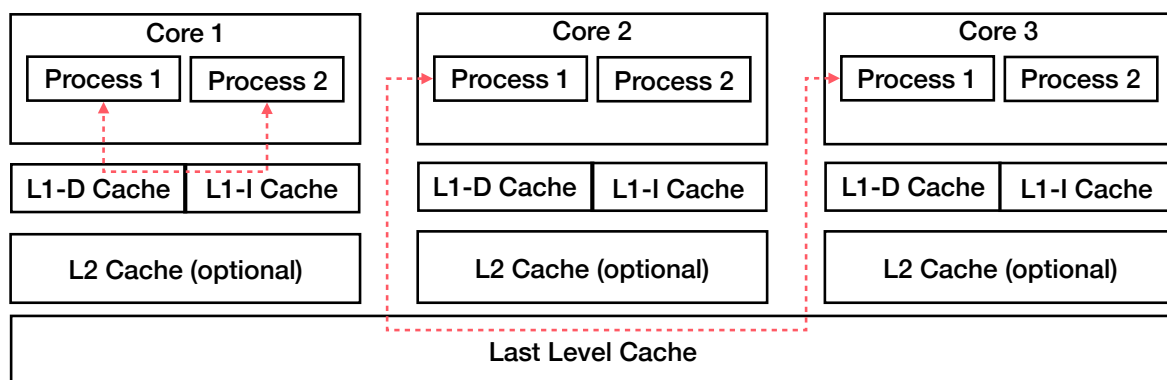 Core 1
Process 1
Process 2
L1-D Cache
L1-I Cache
L2 Cache (optional)
Core 2
Process 1
Process 2
L1-D Cache
L1-I Cache
L2 Cache (optional)
Core 3
Process 1
Process 2
L1-D Cache
L1-I Cache
L2 Cache (optional)
Last Level Cache